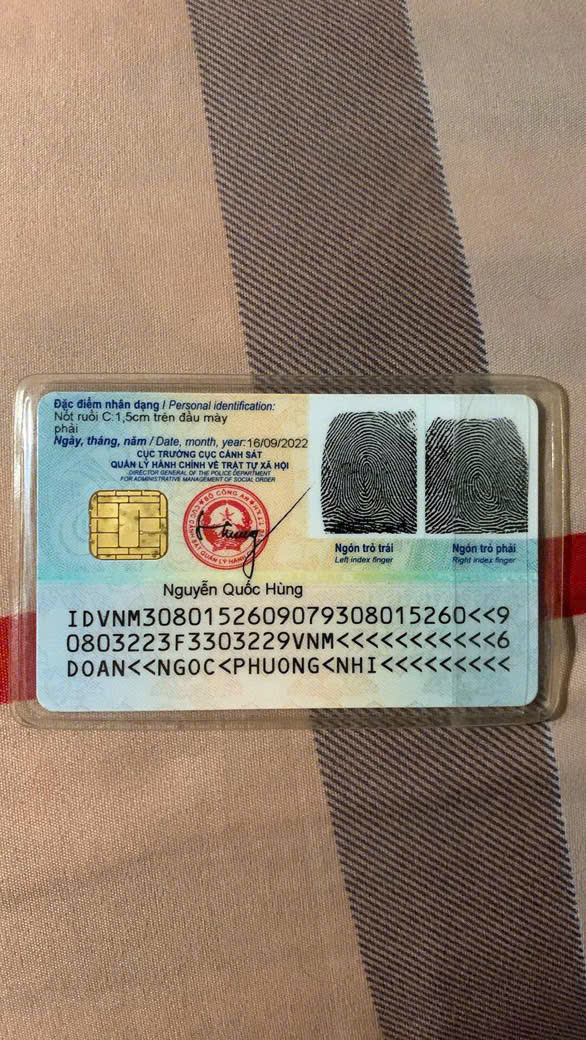 Đặc điểm nhân dạng / Personal identification:
Nốt ruồi C:1,5cm trên đầu mày
phải
Ngày, tháng, năm / Date, month, year:16/09/2022
CỤC TRƯỞNG CỤC CẢNH SÁT
QUẢN LÝ HÀNH CHÍNH VỀ TRẬT TỰ XÃ HỘI
DIRECTOR GENERAL OF THE POLICE DEPARTMENT
FOR ADMINISTRATIVE MANAGEMENT OF SOCIAL ORDER
BỘ CÔNG AN
Ngón trỏ trái
Left index finger
Ngón trỏ phải
Right index finger
Nguyễn Quốc Hùng
IDVNM3080152609079308015260<<9
0803223F3303229VNM<<<<<<<<<<<6
DOAN<<NGOC<PHUONG<NHI<<<<<<<<<